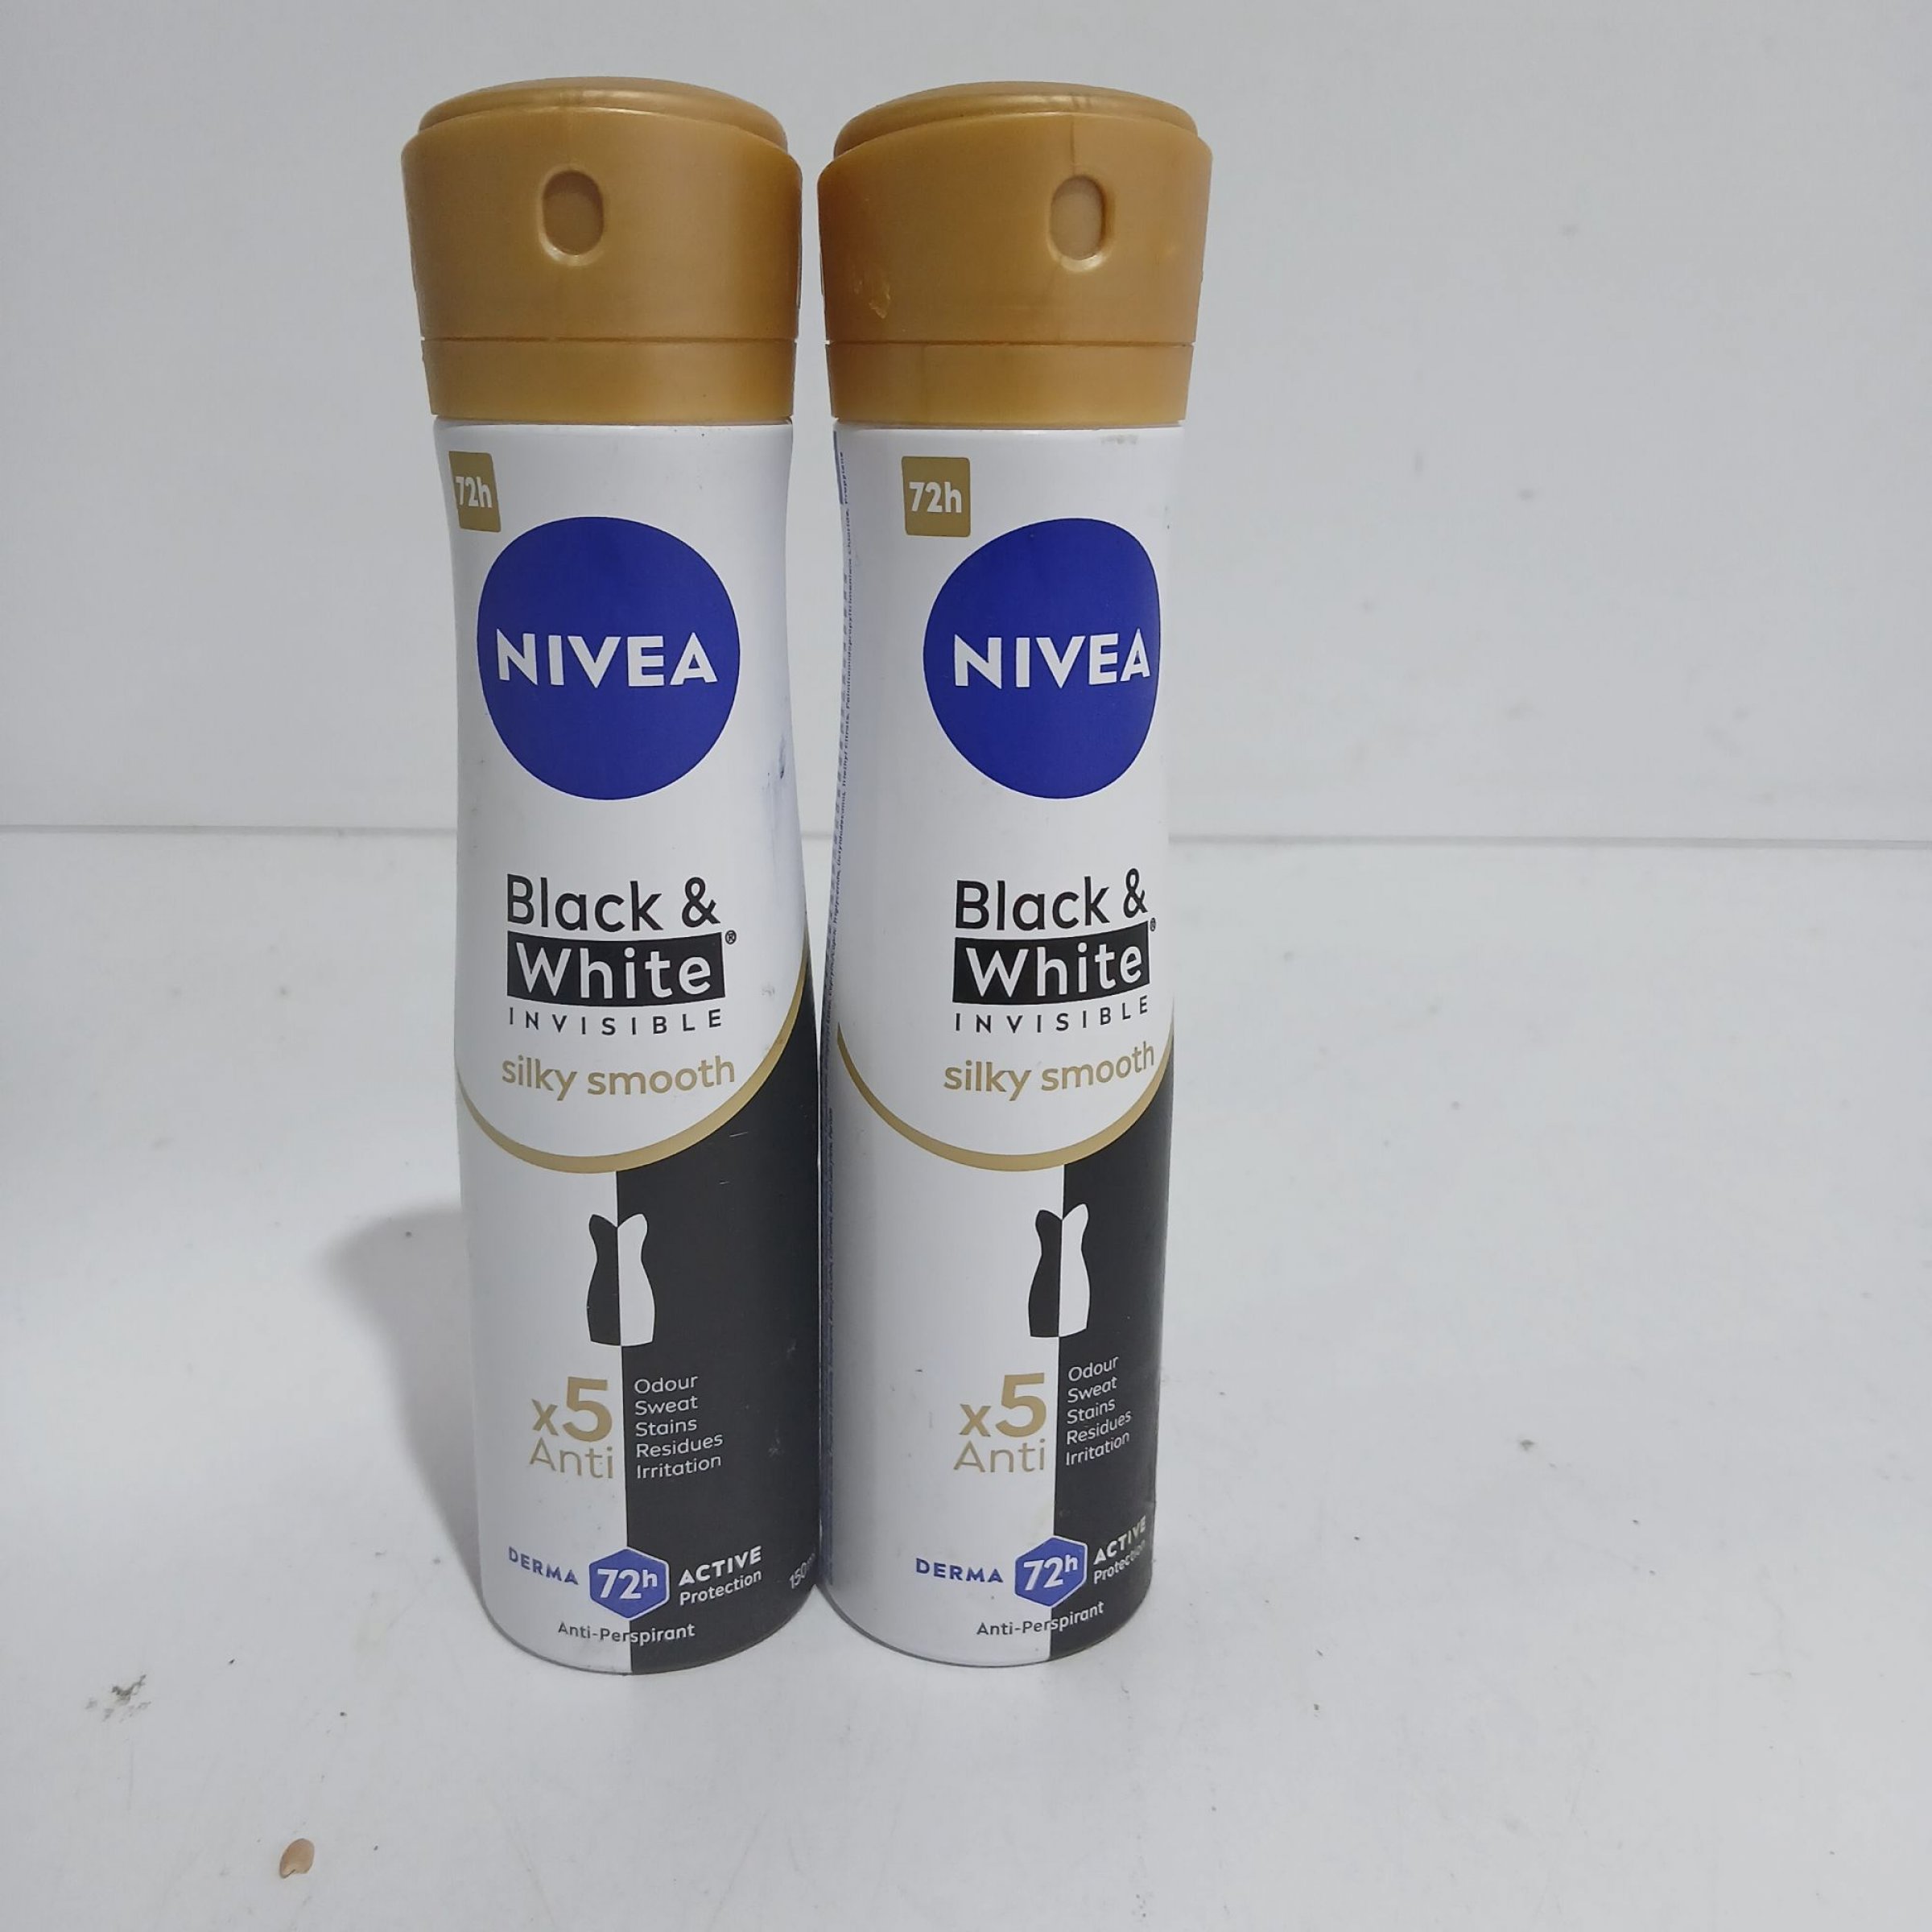 72h
NIVEA
Black &
White®
INVISIBLE
silky smooth
x5
Anti
Odour
Sweat
Stains
Residues
Irritation
DERMA
72h
ACTIVE
Protection
Anti-Perspirant
72h
NIVEA
Black &
White®
INVISIBLE
silky smooth
x5
Anti
Odour
Sweat
Stains
Residues
Irritation
DERMA
72h
ACTIVE
Protection
Anti-Perspirant